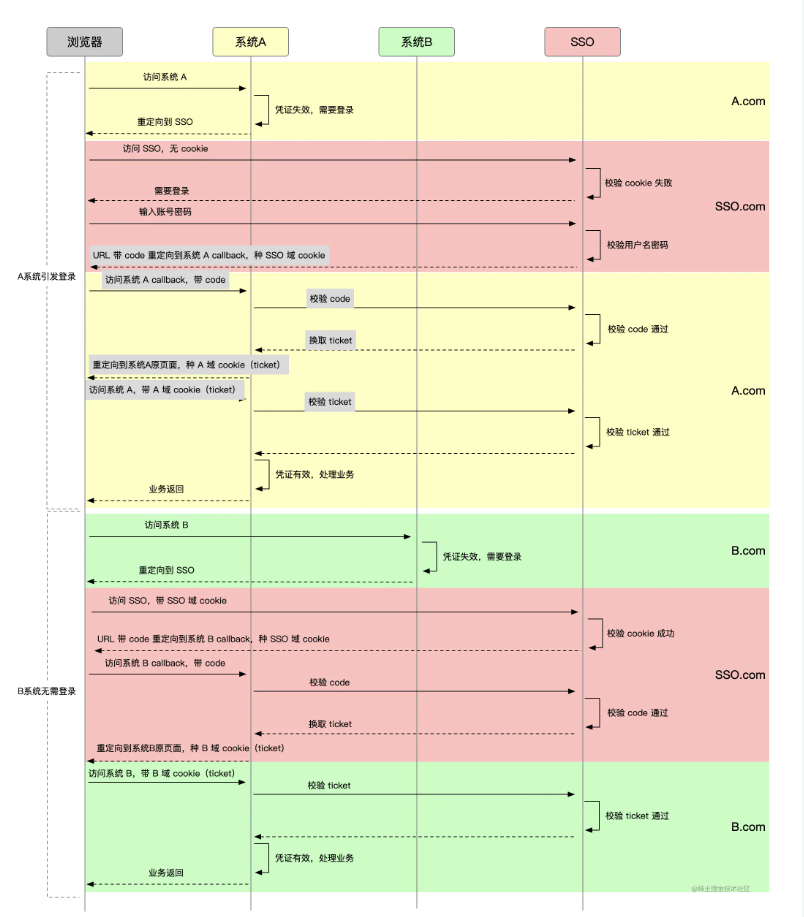 浏览器
系统A
系统B
SSO
访问系统 A
凭证失效，需要登录
A.com
重定向到 SSO
访问 SSO，无 cookie
校验 cookie 失败
需要登录
SSO.com
输入账号密码
校验用户名密码
URL 带 code 重定向到系统 A callback，种 SSO 域 cookie
A系统引发登录
访问系统 A callback，带 code
校验 code
校验 code 通过
换取 ticket
重定向到系统A原页面，种 A 域 cookie（ticket）
访问系统 A，带 A 域 cookie（ticket）
A.com
校验 ticket
校验 ticket 通过
凭证有效，处理业务
业务返回
访问系统 B
B.com
凭证失效，需要登录
重定向到 SSO
访问 SSO，带 SSO 域 cookie
校验 cookie 成功
URL 带 code 重定向到系统 B callback，种 SSO 域 cookie
访问系统 B callback，带 code
SSO.com
校验 code
B系统无需登录
校验 code 通过
换取 ticket
重定向到系统B原页面，种 B 域 cookie（ticket）
访问系统 B，带 B 域 cookie（ticket）
校验 ticket
校验 ticket 通过
B.com
凭证有效，处理业务
业务返回
@稀土掘金技术社区